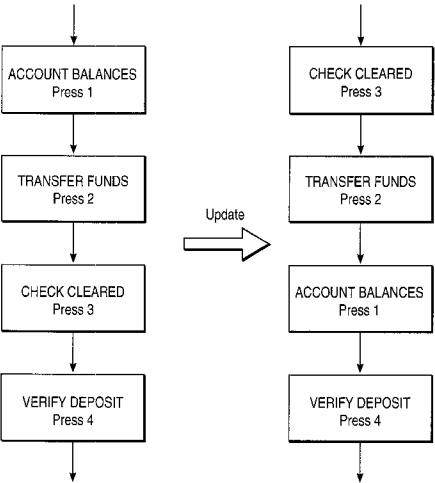 ACCOUNT BALANCES
Press 1
TRANSFER FUNDS
Press 2
CHECK CLEARED
Press 3
VERIFY DEPOSIT
Press 4
Update
CHECK CLEARED
Press 3
TRANSFER FUNDS
Press 2
ACCOUNT BALANCES
Press 1
VERIFY DEPOSIT
Press 4